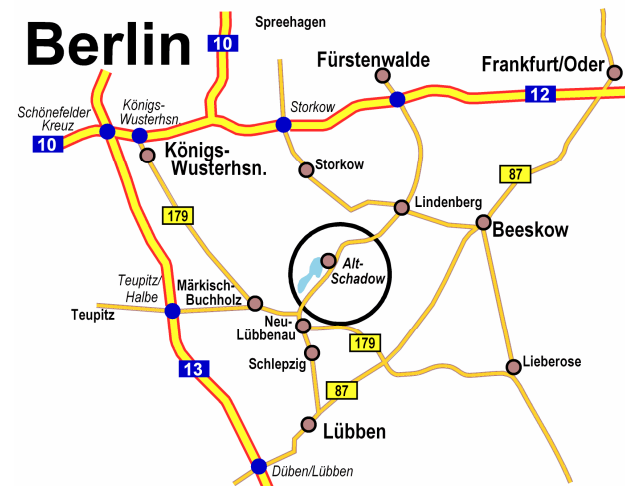 Berlin
10
Spreehagen
Fürstenwalde
Frankfurt/Oder
12
Schönefelder
Kreuz
Königs-
Wusterhsn.
Storkow
10
Königs-
Wusterhsn.
Storkow
87
179
Lindenberg
Beeskow
Alt-
Schadow
Teupitz/
Halbe
Märkisch-
Buchholz
Teupitz
Neu-
Lübbenau
179
Schlepzig
Lieberose
13
87
Lübben
Düben/Lübben